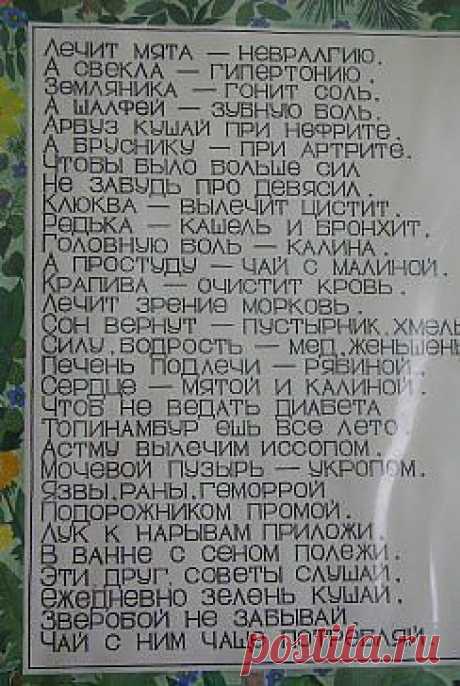 Лечит мята — невралгию.
А свекла — гипертонию.
Земляника — гонит соль.
А шалфей — зубную боль.
Арбуз кушай при нефрите.
А бруснику — при артрите.
Чтобы было больше сил
Не забудь про девясил.
Клюква — вылечит цистит.
Редька — кашель и бронхит.
Головную боль — калина.
А простуду — чай с малиной.
Крапива — очистит кровь.
Лечит зрение морковь.
Сон вернут — пустырник, хмель
Силу, бодрость — мед, женьшень
Печень подлечи — рябиной.
Сердце — мятой и калиной.
Чтоб не ведать диабета
Топинамбур ешь все лето.
Астму вылечим иссопом.
Мочевой пузырь — укропом.
Язвы, раны, геморрой
Подорожником промой.
Лук к нарывам приложи.
В ванне с сеном полежи.
Эти, друг, советы слушай.
Ежедневно зелень кушай.
Зверобой не забывай
Чай с ним чаще
postila.ru